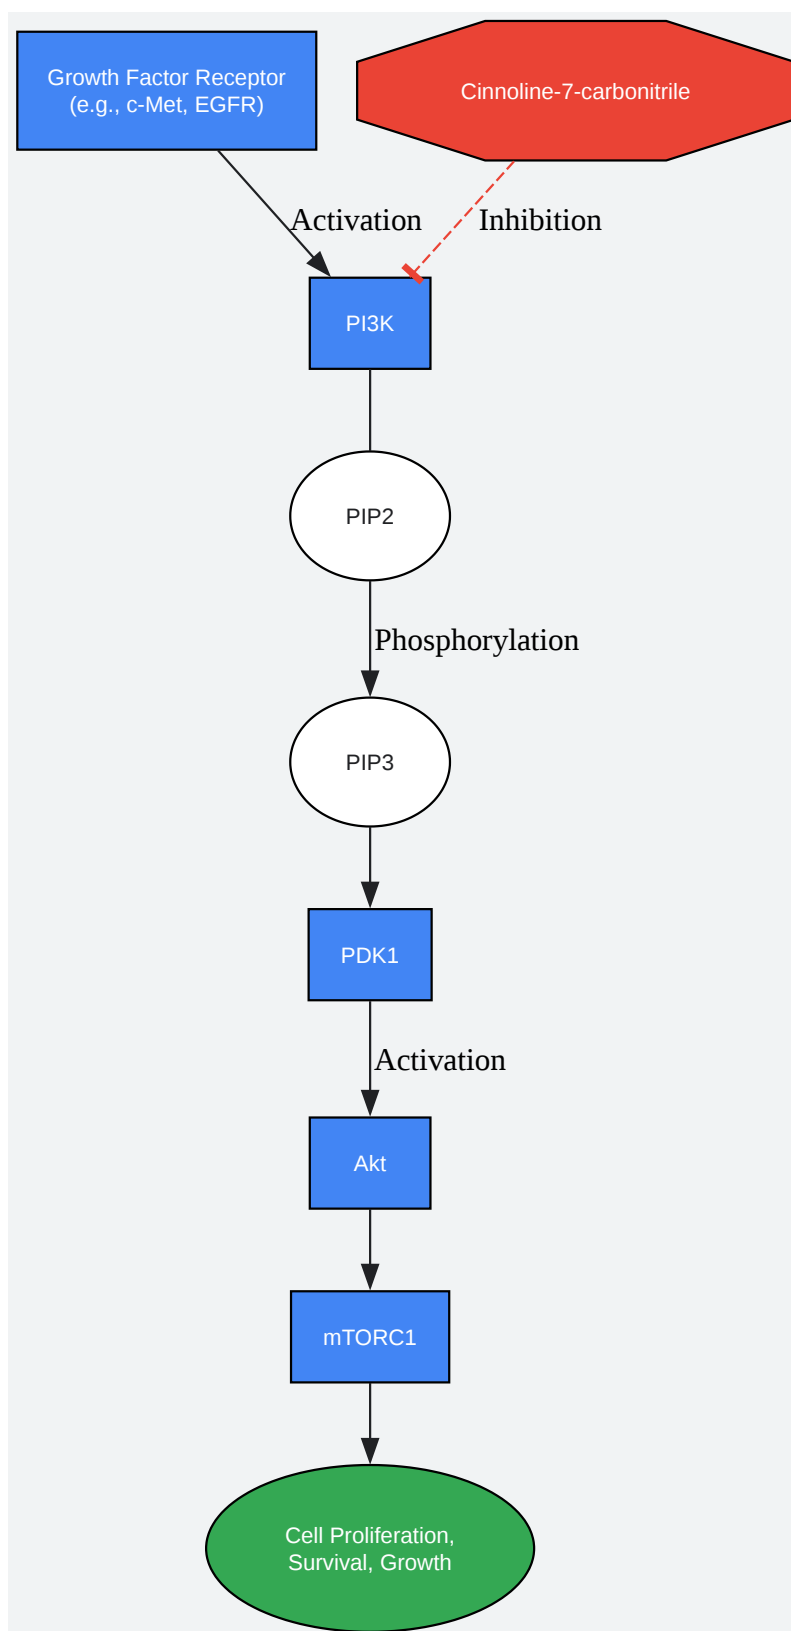 Growth Factor Receptor
(e.g., c-Met, EGFR)
Cinnoline-7-carbonitrile
Activation
Inhibition
PI3K
PIP2
Phosphorylation
PIP3
PDK1
Activation
Akt
mTORC1
Cell Proliferation,
Survival, Growth